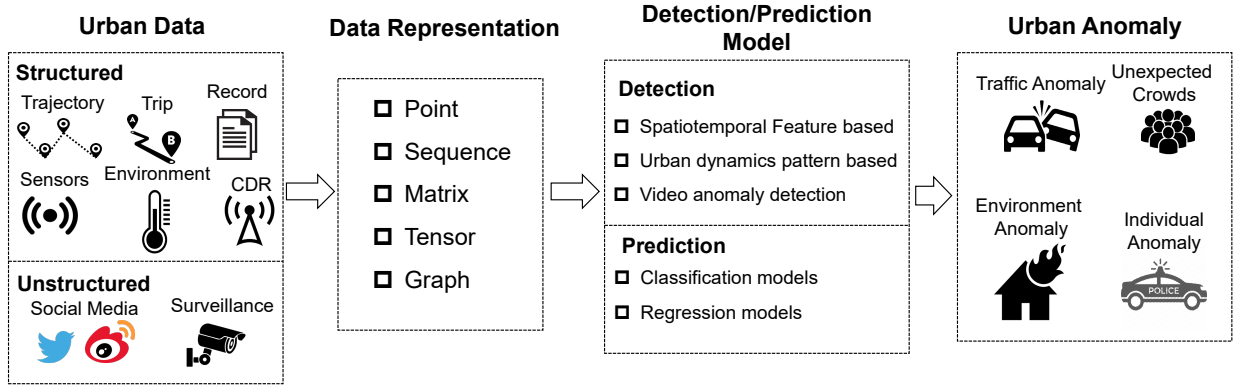 Urban Data
Structured
Trajectory
Trip
Record
A
B
Sensors
Environment
CDR
Unstructured
Social Media
Surveillance
Data Representation
Point
Sequence
Matrix
Tensor
Graph
Detection/Prediction
Model
Detection
Spatiotemporal Feature based
Urban dynamics pattern based
Video anomaly detection
Prediction
Classification models
Regression models
Urban Anomaly
Traffic Anomaly
Unexpected
Crowds
Environment
Anomaly
Individual
Anomaly
POLICE